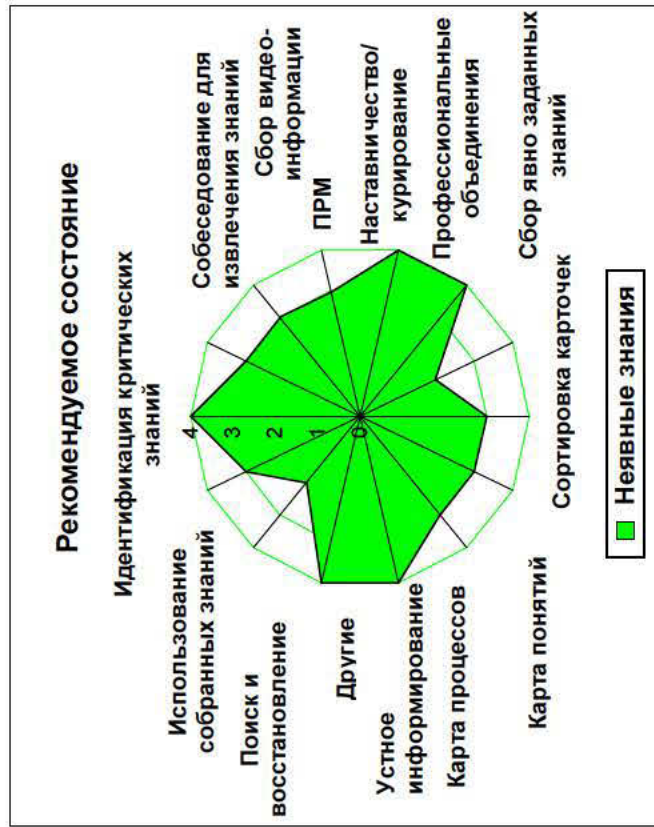 Рекомендуемое состояние
Идентификация критических
знаний
Собеседование для
извлечения знаний
Сбор видео-
информации
ПРМ
Наставничество/
курирование
Профессиональные
объединения
Сбор явно заданных
знаний
Сортировка карточек
Карта понятий
Карта процессов
Устное
информирование
Другие
Поиск и
восстановление
Использование
собранных знаний
4
3
2
1
0
Неявные знания